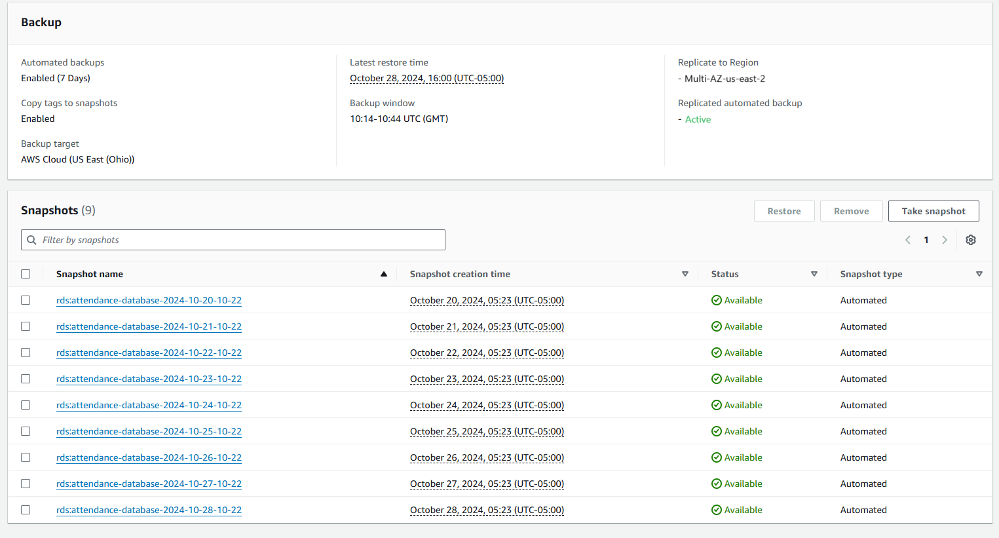 Backup
Automated backups
Enabled (7 Days)
Copy tags to snapshots
Enabled
Backup target
AWS Cloud (US East (Ohio))
Latest restore time
October 28, 2024, 16:00 (UTC-05:00)
Backup window
10:14-10:44 UTC (GMT)
Replicate to Region
- Multi-AZ-us-east-2
Replicated automated backup
- Active
Snapshots (9)
Restore Remove Take snapshot
Filter by snapshots
1
Snapshot name Snapshot creation time Status Snapshot type
rds:attendance-database-2024-10-20-10-22 October 20, 2024, 05:23 (UTC-05:00) Available Automated
rds:attendance-database-2024-10-21-10-22 October 21, 2024, 05:23 (UTC-05:00) Available Automated
rds:attendance-database-2024-10-22-10-22 October 22, 2024, 05:23 (UTC-05:00) Available Automated
rds:attendance-database-2024-10-23-10-22 October 23, 2024, 05:23 (UTC-05:00) Available Automated
rds:attendance-database-2024-10-24-10-22 October 24, 2024, 05:23 (UTC-05:00) Available Automated
rds:attendance-database-2024-10-25-10-22 October 25, 2024, 05:23 (UTC-05:00) Available Automated
rds:attendance-database-2024-10-26-10-22 October 26, 2024, 05:23 (UTC-05:00) Available Automated
rds:attendance-database-2024-10-27-10-22 October 27, 2024, 05:23 (UTC-05:00) Available Automated
rds:attendance-database-2024-10-28-10-22 October 28, 2024, 05:23 (UTC-05:00) Available Automated